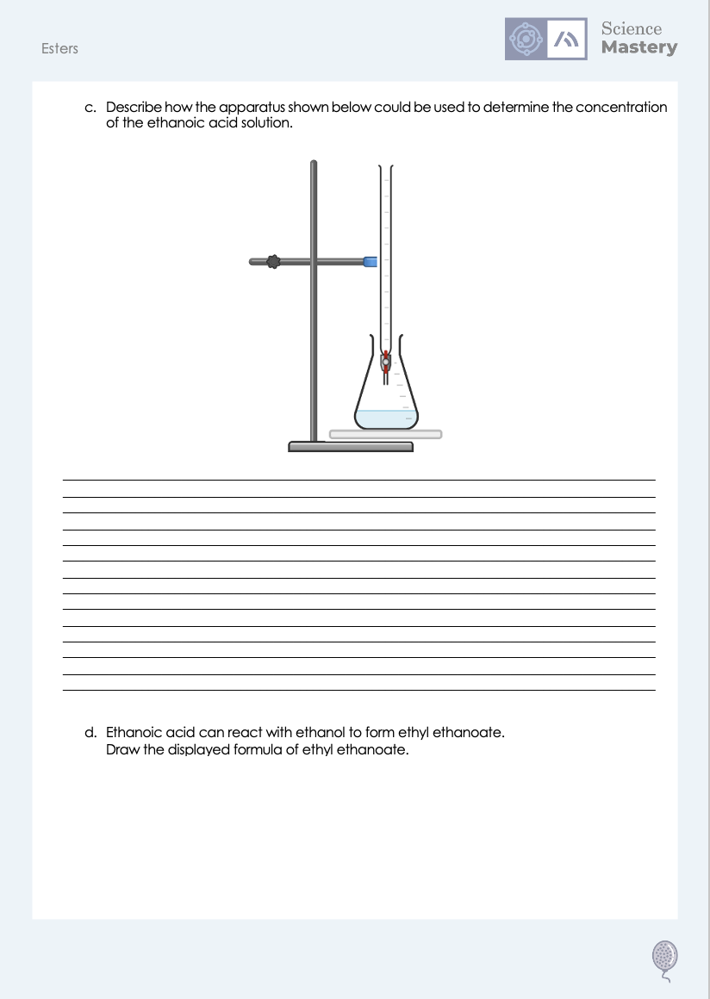 Esters
Science
Mastery
c. Describe how the apparatus shown below could be used to determine the concentration
of the ethanoic acid solution.
d. Ethanoic acid can react with ethanol to form ethyl ethanoate.
Draw the displayed formula of ethyl ethanoate.